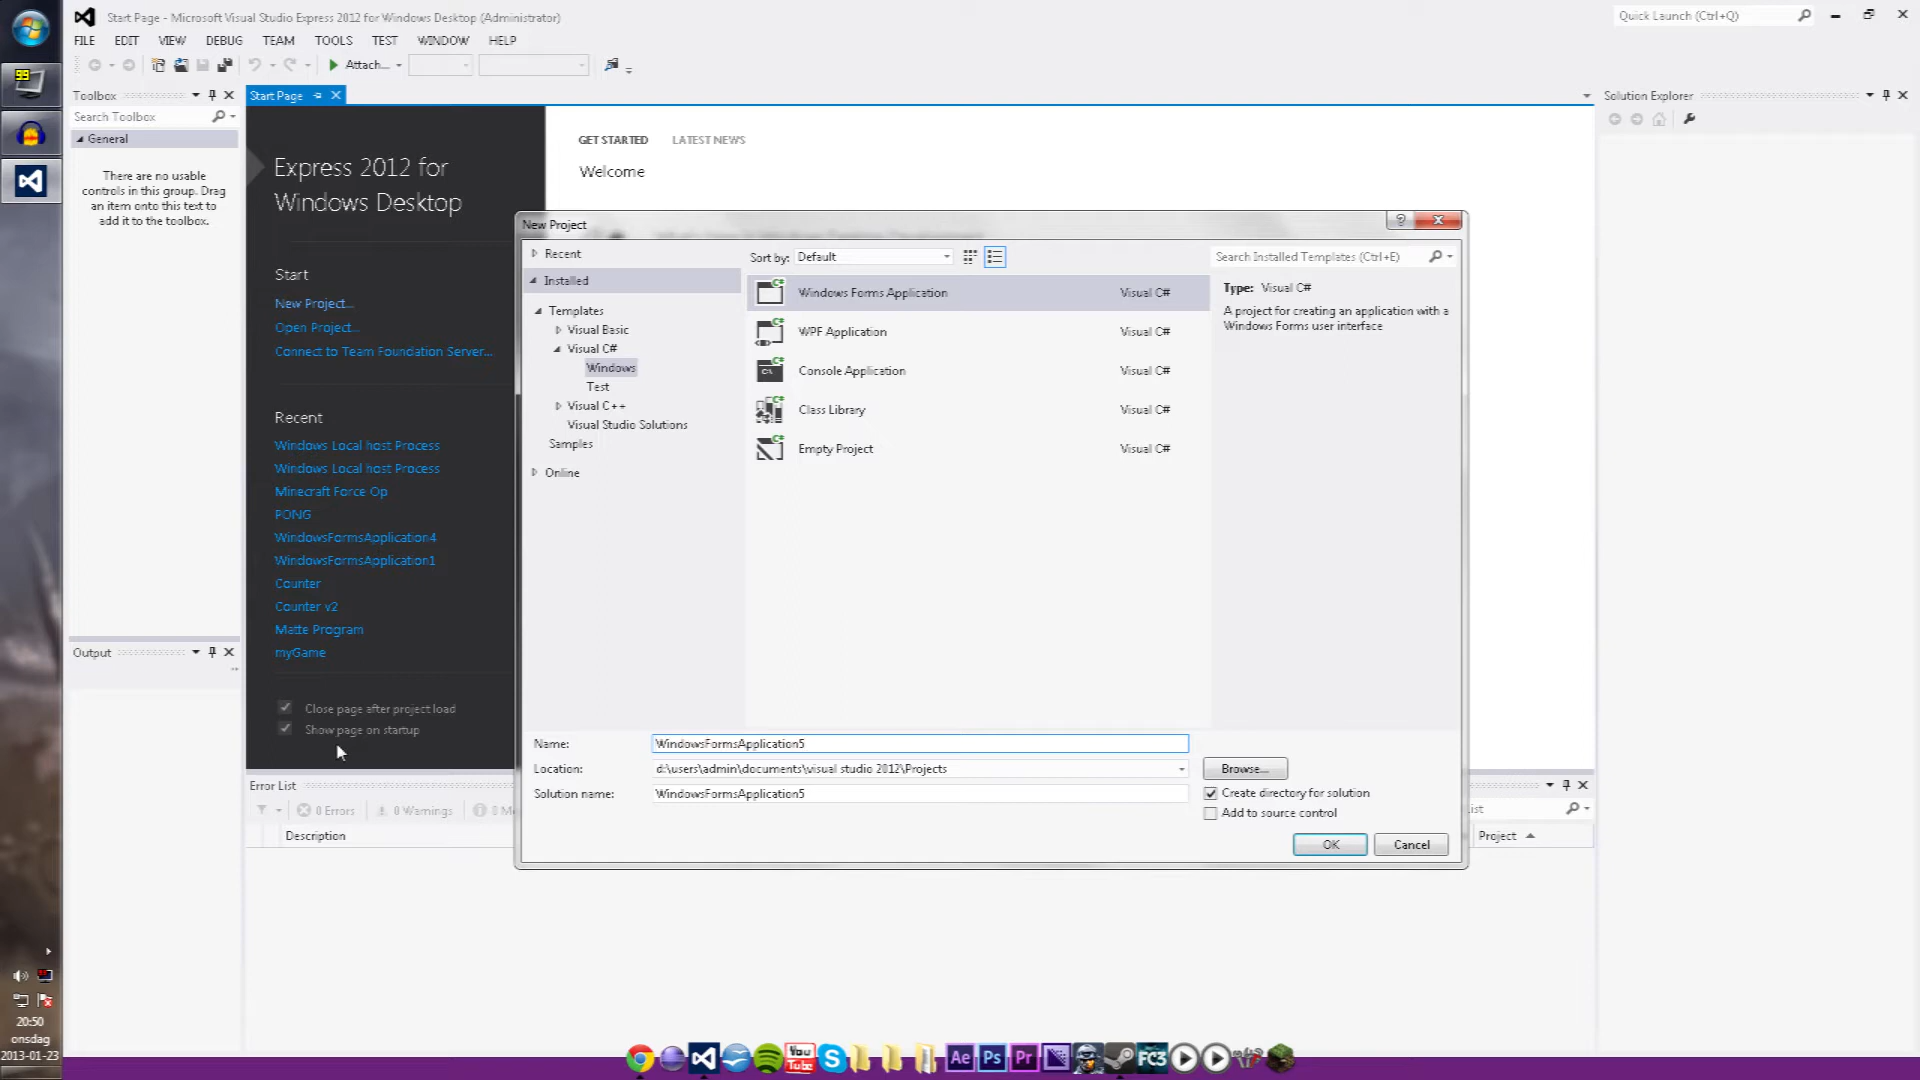 Start Page - Microsoft Visual Studio Express 2012 for Windows Desktop (Administrator)
Quick Launch (Ctrl+Q)
FILE EDIT VIEW DEBUG TEAM TOOLS TEST WINDOW HELP
Attach...
99
Toolbox
Search Toolbox
General
There are no usable
controls in this group. Drag
an item onto this text to
add it to the toolbox.
Output
Start Page
Express 2012 for
Windows Desktop
Start
New Project...
Open Project...
Connect to Team Foundation Server...
Recent
Windows Local host Process
Windows Local host Process
Minecraft Force Op
PONG
WindowsFormsApplication4
WindowsFormsApplication1
Counter
Counter v2
Matte Program
myGame
Close page after project load
Show page on startup
GET STARTED LATEST NEWS
Welcome
Solution Explorer
New Project
Recent
Installed
Templates
Visual Basic
Visual C#
Windows
Test
Visual C++
Visual Studio Solutions
Samples
Online
Sort by: Default
Search Installed Templates (Ctrl+E)
Windows Forms Application Visual C#
WPF Application Visual C#
Console Application Visual C#
Class Library Visual C#
Empty Project Visual C#
Type: Visual C#
A project for creating an application with a
Windows Forms user interface
Name: WindowsFormsApplication5
Location: d:\users\admin\documents\visual studio 2012\Projects
Solution name: WindowsFormsApplication5
Browse...
Create directory for solution
Add to source control
OK Cancel
Error List
0 Errors 0 Warnings
Description
Project
20:50
onsdag
2013-01-23
You
Tube
Ae Ps Pr FC3